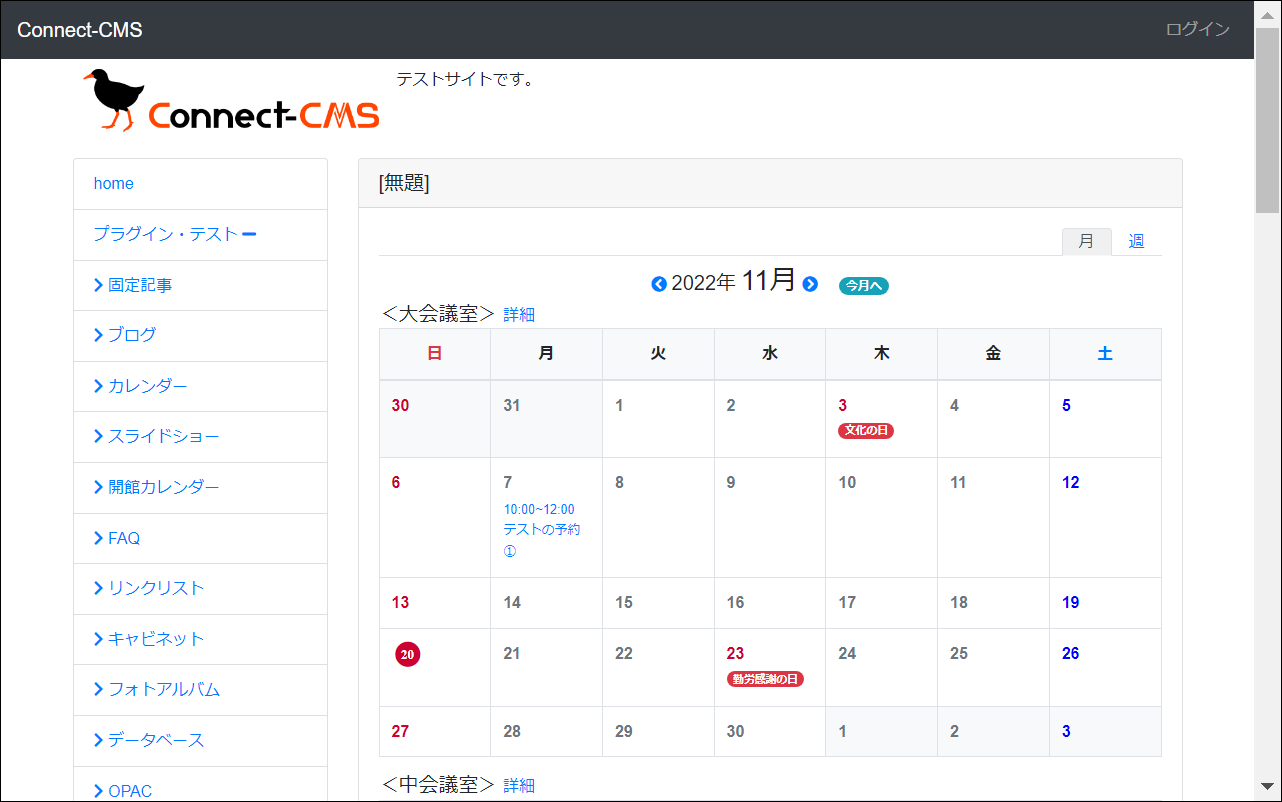 Connect-CMS
ログイン
Connect-CMS
テストサイトです。
home
プラグイン・テスト
固定記事
ブログ
カレンダー
スライドショー
開館カレンダー
FAQ
リンクリスト
キャビネット
フォトアルバム
データベース
OPAC
[無題]
月 週
2022年 11月 今月へ
＜大会議室＞ 詳細
日 月 火 水 木 金 土
30 31 1 2 3 4 5
文化の日
6 7 8 9 10 11 12
10:00~12:00
テストの予約
①
13 14 15 16 17 18 19
20 21 22 23 24 25 26
勤労感謝の日
27 28 29 30 1 2 3
＜中会議室＞ 詳細